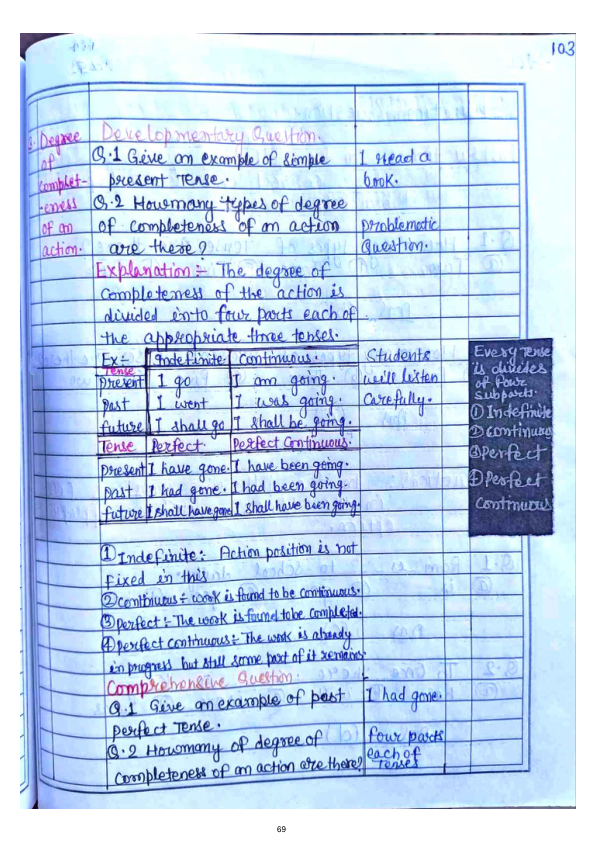 103
3. Degree
of
complet-
-eness
of an
action.
Developmentary Question.
Q.1 Give an example of simple
present Tense.
I read a
book.
Q.2 Howmany types of degree
of completeness of an action
are there?
problematic
Question.
Explanation :- The degree of
completeness of the action is
divided into four parts each of
the appropriate three tenses.
Ex :- Indefinite Continuous.
Tense
Present I go I am going.
Past I went I was going.
future I shall go I shall be going.
Students
will listen
carefully.
Tense Perfect. Perfect Continuous.
Present I have gone. I have been going.
Past I had gone. I had been going.
future I shall have gone I shall have been going.
Every Tense
is divides
of four
Subparts.
① Indefinite
② Continuous
③ Perfect
④ Perfect
Continuous
① Indefinite :- Action position is not
fixed in this
② Continuous :- work is found to be continuous.
③ Perfect :- The work is found to be completed.
④ perfect continuous :- The work is already
in progress but still some part of it remains.
Comprehensive Question.
Q.1 Give an example of past
perfect Tense.
I had gone.
Q.2 Howmany of degree of
completeness of an action are there?
four parts
each of
Tenses
69